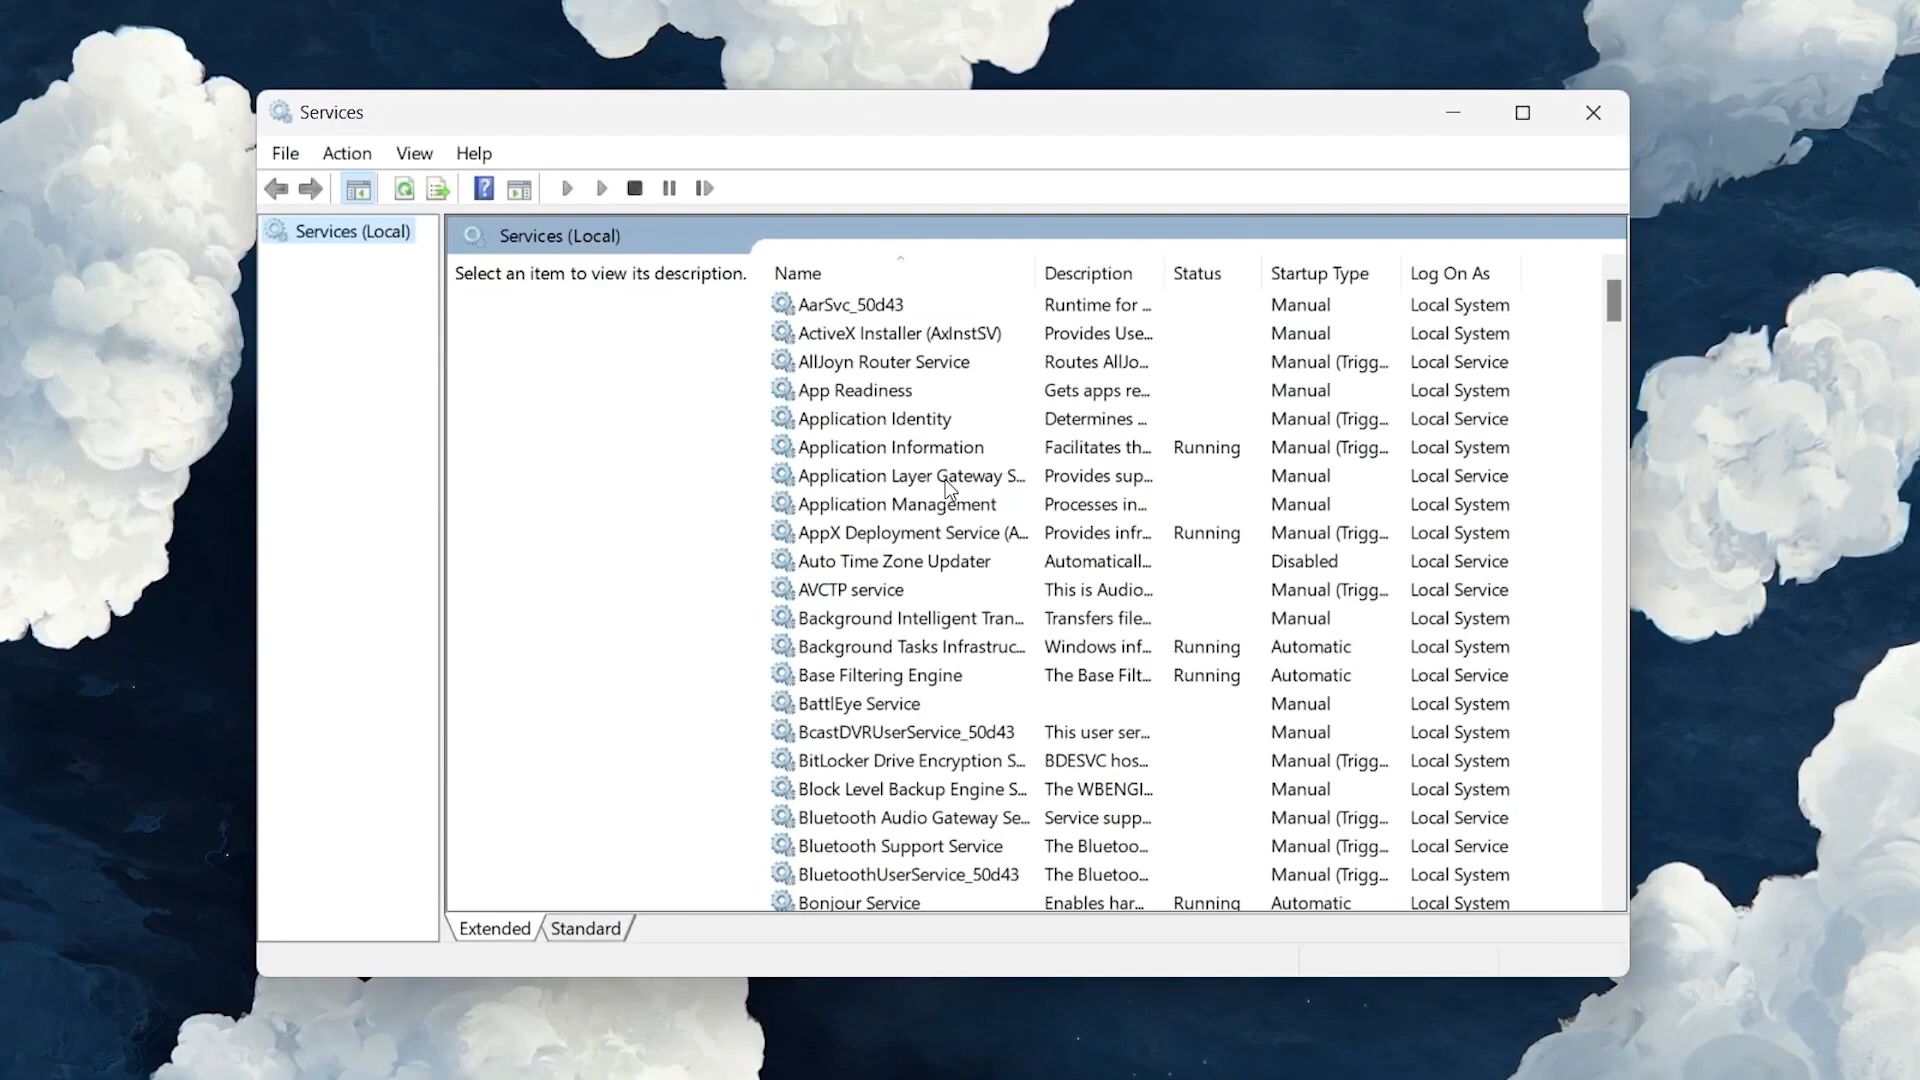 Services
File Action View Help
Services (Local)
Services (Local)
Select an item to view its description.
Name Description Status Startup Type Log On As
AarSvc_50d43 Runtime for ... Manual Local System
ActiveX Installer (AxInstSV) Provides Use... Manual Local System
AllJoyn Router Service Routes AllJo... Manual (Trigg... Local Service
App Readiness Gets apps re... Manual Local System
Application Identity Determines ... Manual (Trigg... Local Service
Application Information Facilitates th... Running Manual (Trigg... Local System
Application Layer Gateway S... Provides sup... Manual Local Service
Application Management Processes in... Manual Local System
AppX Deployment Service (A... Provides infr... Running Manual (Trigg... Local System
Auto Time Zone Updater Automaticall... Disabled Local Service
AVCTP service This is Audio... Manual (Trigg... Local Service
Background Intelligent Tran... Transfers file... Manual Local System
Background Tasks Infrastruc... Windows inf... Running Automatic Local System
Base Filtering Engine The Base Filt... Running Automatic Local Service
BattlEye Service Manual Local System
BcastDVRUserService_50d43 This user ser... Manual Local System
BitLocker Drive Encryption S... BDESVC hos... Manual (Trigg... Local System
Block Level Backup Engine S... The WBENGI... Manual Local System
Bluetooth Audio Gateway Se... Service supp... Manual (Trigg... Local Service
Bluetooth Support Service The Bluetoo... Manual (Trigg... Local Service
BluetoothUserService_50d43 The Bluetoo... Manual (Trigg... Local System
Bonjour Service Enables har... Running Automatic Local System
Extended Standard